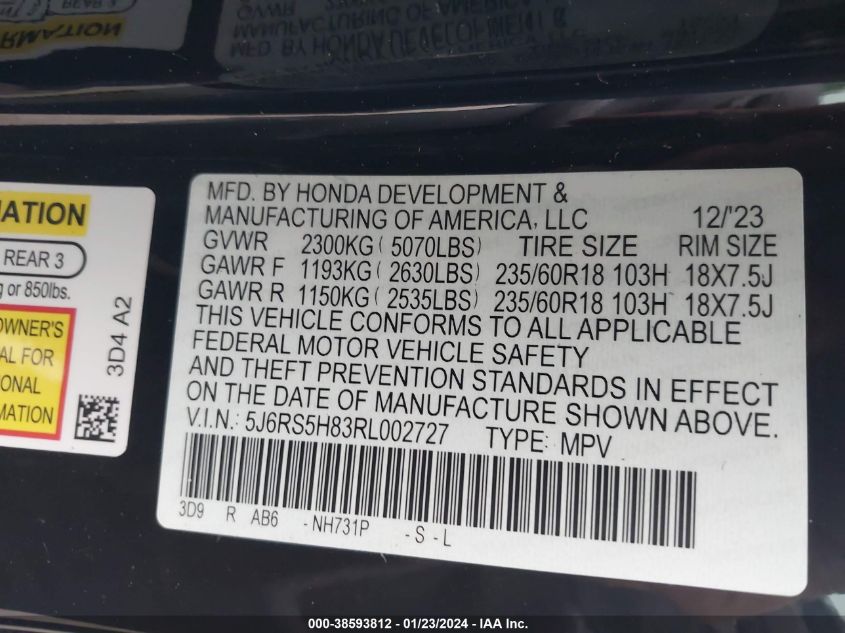 REAR 3
MATION
MFD. BY HONDA DEVELOPMENT &
MANUFACTURING OF AMERICA, LLC 12/'23
GVWR 2300KG ( 5070LBS) TIRE SIZE RIM SIZE
GAWR F 1193KG ( 2630LBS) 235/60R18 103H 18X7.5J
GAWR R 1150KG ( 2535LBS) 235/60R18 103H 18X7.5J
THIS VEHICLE CONFORMS TO ALL APPLICABLE
FEDERAL MOTOR VEHICLE SAFETY
AND THEFT PREVENTION STANDARDS IN EFFECT
ON THE DATE OF MANUFACTURE SHOWN ABOVE.
V.I.N.: 5J6RS5H83RL002727 TYPE: MPV
3D9 R AB6 -NH731P - S - L
REAR 3
or 850lbs.
OWNER'S
FOR
MATION
3D4 A2
000-38593812 - 01/23/2024 - IAA Inc.